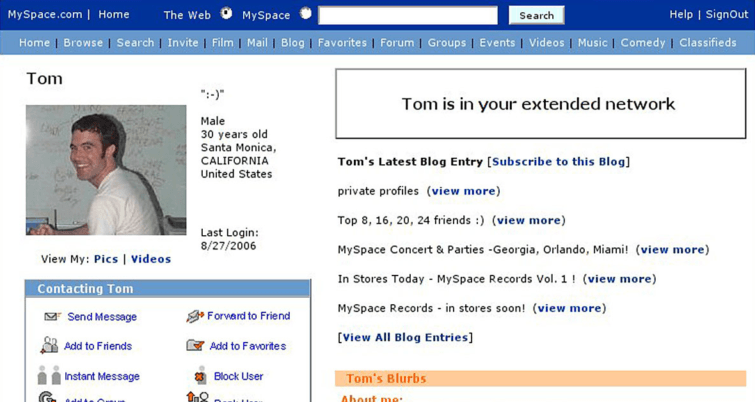 MySpace.com | Home The Web MySpace Search Help | SignOut
Home | Browse | Search | Invite | Film | Mail | Blog | Favorites | Forum | Groups | Events | Videos | Music | Comedy | Classifieds
Tom
":-)"
Male
30 years old
Santa Monica,
CALIFORNIA
United States
Last Login:
8/27/2006
View My: Pics | Videos
Contacting Tom
Send Message Forward to Friend
Add to Friends Add to Favorites
Instant Message Block User
Add to Group Rank User
Tom is in your extended network
Tom's Latest Blog Entry [Subscribe to this Blog]
private profiles (view more)
Top 8, 16, 20, 24 friends :) (view more)
MySpace Concert & Parties -Georgia, Orlando, Miami! (view more)
In Stores Today - MySpace Records Vol. 1 ! (view more)
MySpace Records - in stores soon! (view more)
[View All Blog Entries]
Tom's Blurbs
About me: